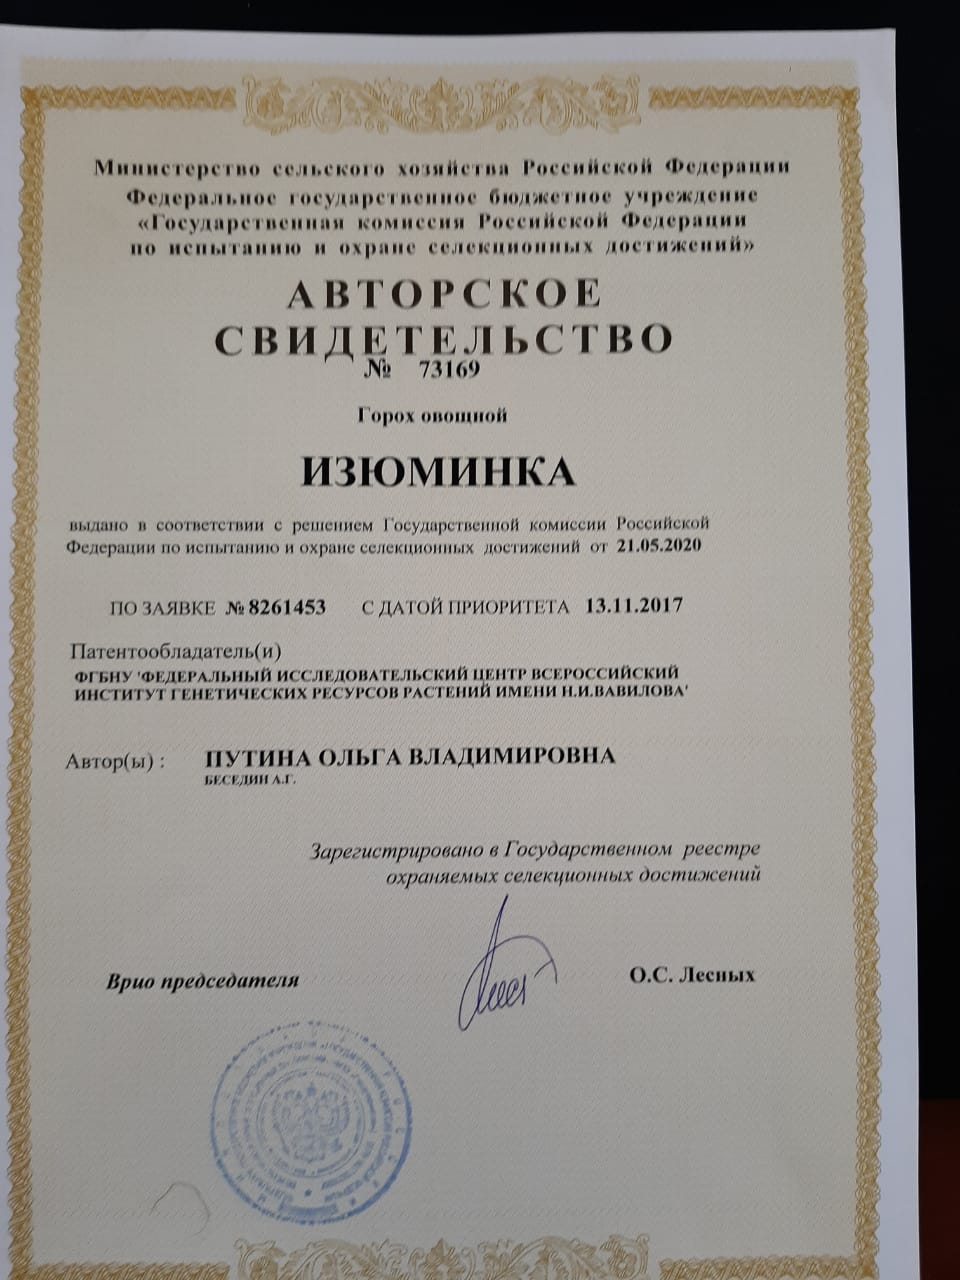 Министерство сельского хозяйства Российской Федерации
Федеральное государственное бюджетное учреждение
«Государственная комиссия Российской Федерации
по испытанию и охране селекционных достижений»
АВТОРСКОЕ
СВИДЕТЕЛЬСТВО
№ 73169
Горох овощной
ИЗЮМИНКА
выдано в соответствии с решением Государственной комиссии Российской
Федерации по испытанию и охране селекционных достижений от 21.05.2020
ПО ЗАЯВКЕ №8261453 С ДАТОЙ ПРИОРИТЕТА 13.11.2017
Патентообладатель(и)
ФГБНУ 'ФЕДЕРАЛЬНЫЙ ИССЛЕДОВАТЕЛЬСКИЙ ЦЕНТР ВСЕРОССИЙСКИЙ
ИНСТИТУТ ГЕНЕТИЧЕСКИХ РЕСУРСОВ РАСТЕНИЙ ИМЕНИ Н.И.ВАВИЛОВА'
Автор(ы) : ПУТИНА ОЛЬГА ВЛАДИМИРОВНА
БЕСЕДИН А.Г.
Зарегистрировано в Государственном реестре
охраняемых селекционных достижений
Врио председателя О.С. Лесных